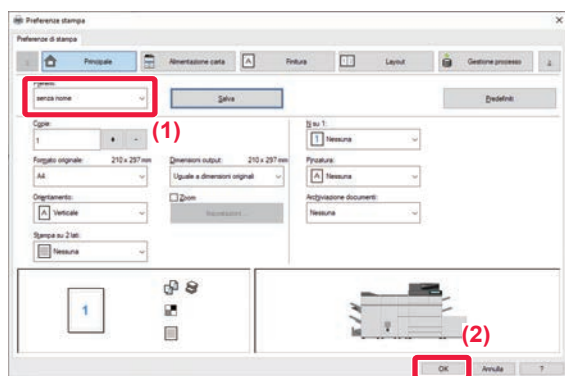 Preferenze stampa
Preferenze di stampa
Principale
Alimentazione carta
Finitura
Layout
Gestione processo
senza nome
Salva
Predefiniti
Copie:
1
+
-
(1)
N su 1:
Nessuna
Formato originale:
210 x 297 mm
A4
Dimensioni output:
210 x 297 mm
Uguale a dimensioni originali
Pinzatura:
Nessuna
Orientamento:
Verticale
Zoom
Impostazioni...
Archiviazione documenti:
Nessuna
Stampa su 2 lati:
Nessuna
1
(2)
OK
Annulla
?